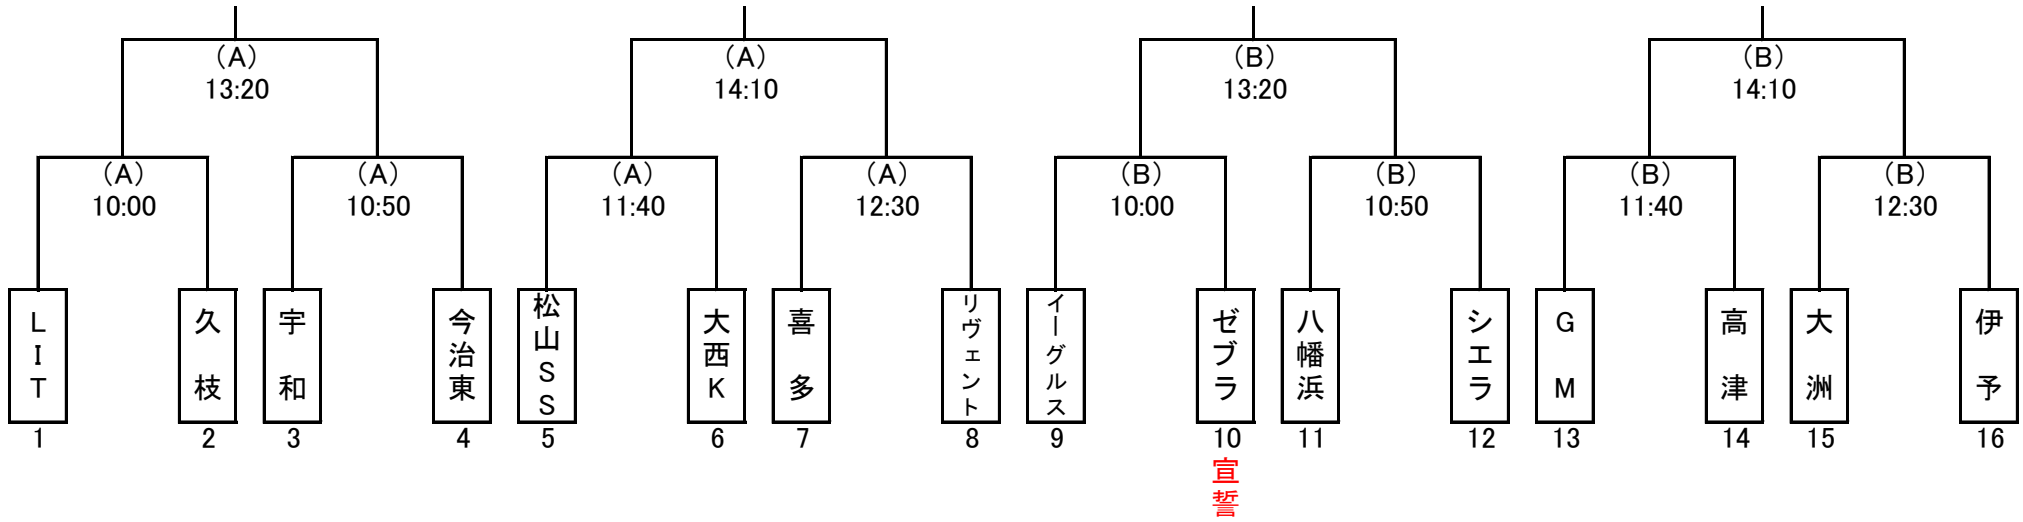 (A)
13:20
(A)
14:10
(B)
13:20
(B)
14:10
(A)
10:00
(A)
10:50
(A)
11:40
(A)
12:30
(B)
10:00
(B)
10:50
(B)
11:40
(B)
12:30
LIT
久枝
宇和
今治東
松山SS
大西K
喜多
リヴェント
イーグルス
ゼブラ
八幡浜
シエラ
GM
高津
大洲
伊予
1
2
3
4
5
6
7
8
9
10
11
12
13
14
15
16
宣誓